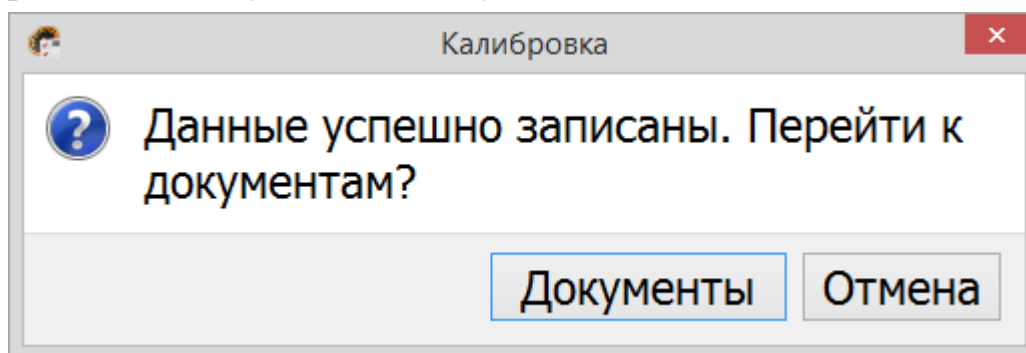 Калибровка
Данные успешно записаны. Перейти к
документам?
Документы Отмена